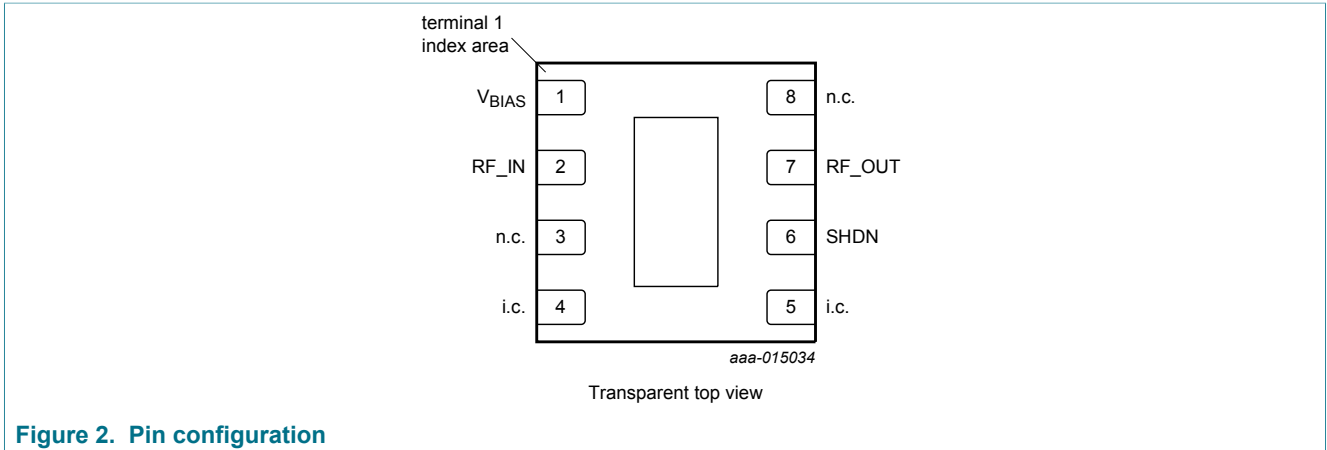 terminal 1
index area
VBIAS 1 8 n.c.
RF_IN 2 7 RF_OUT
n.c. 3 6 SHDN
i.c. 4 5 i.c.
aaa-015034
Transparent top view
Figure 2. Pin configuration